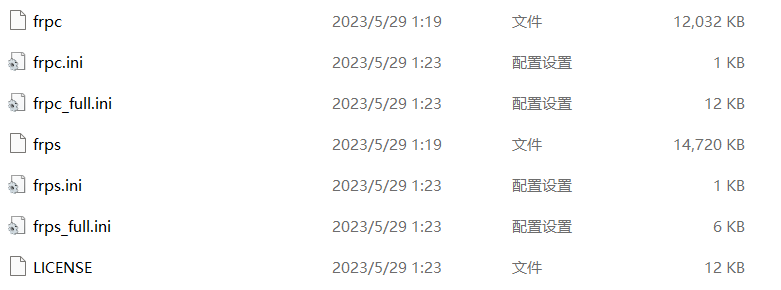 frpc 2023/5/29 1:19 文件 12,032 KB
frpc.ini 2023/5/29 1:23 配置设置 1 KB
frpc_full.ini 2023/5/29 1:23 配置设置 12 KB
frps 2023/5/29 1:19 文件 14,720 KB
frps.ini 2023/5/29 1:23 配置设置 1 KB
frps_full.ini 2023/5/29 1:23 配置设置 6 KB
LICENSE 2023/5/29 1:23 文件 12 KB